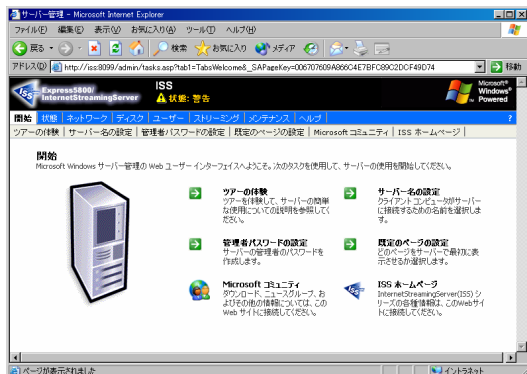 サーバー管理 - Microsoft Internet Explorer
ファイル(F) 編集(E) 表示(V) お気に入り(A) ツール(T) ヘルプ(H)
戻る 検索 お気に入り メディア
アドレス(D) http://iss:8099/admin/tasks.asp?tab1=TabsWelcome&_SAPageKey=006707609A866C4E7BFC89C2DCF49D74 移動
Express5800/
InternetStreamingServer
ISS
状態: 警告
Microsoft®
Windows®
Powered
開始 状態 ネットワーク ディスク ユーザー ストリーミング メンテナンス ヘルプ ?
ツアーの体験 サーバー名の設定 管理者パスワードの設定 既定のページの設定 Microsoft コミュニティ ISS ホームページ
開始
Microsoft Windows サーバー管理の Web ユーザー インターフェイスへようこそ。次のタスクを使用して、サーバーの使用を開始してください。
ツアーの体験
ツアーを体験して、サーバーの簡単
な使用についての説明を参照してく
ださい。
サーバー名の設定
クライアント コンピュータがサーバー
に接続するための名前を選択しま
す。
管理者パスワードの設定
サーバーの管理者のパスワードを
作成します。
既定のページの設定
どのページをサーバーで最初に表
示させるか選択します。
Microsoft コミュニティ
ダウンロード、ニュースグループ、お
よびその他の情報については、この
Web サイトに接続してください。
ISS ホームページ
InternetStreamingServer(ISS) シ
リーズの各種情報は、このWebサイ
トに接続してください。
ページが表示されました イントラネット